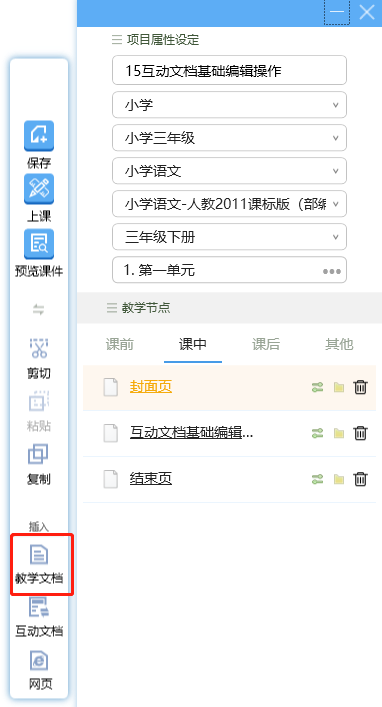 保存
上课
预览课件
剪切
粘贴
复制
插入
教学文档
互动文档
网页
项目属性设定
15互动文档基础编辑操作
小学
小学三年级
小学语文
小学语文-人教2011课标版（部编
三年级下册
1. 第一单元
教学节点
课前 课中 课后 其他
封面页
互动文档基础编辑...
结束页